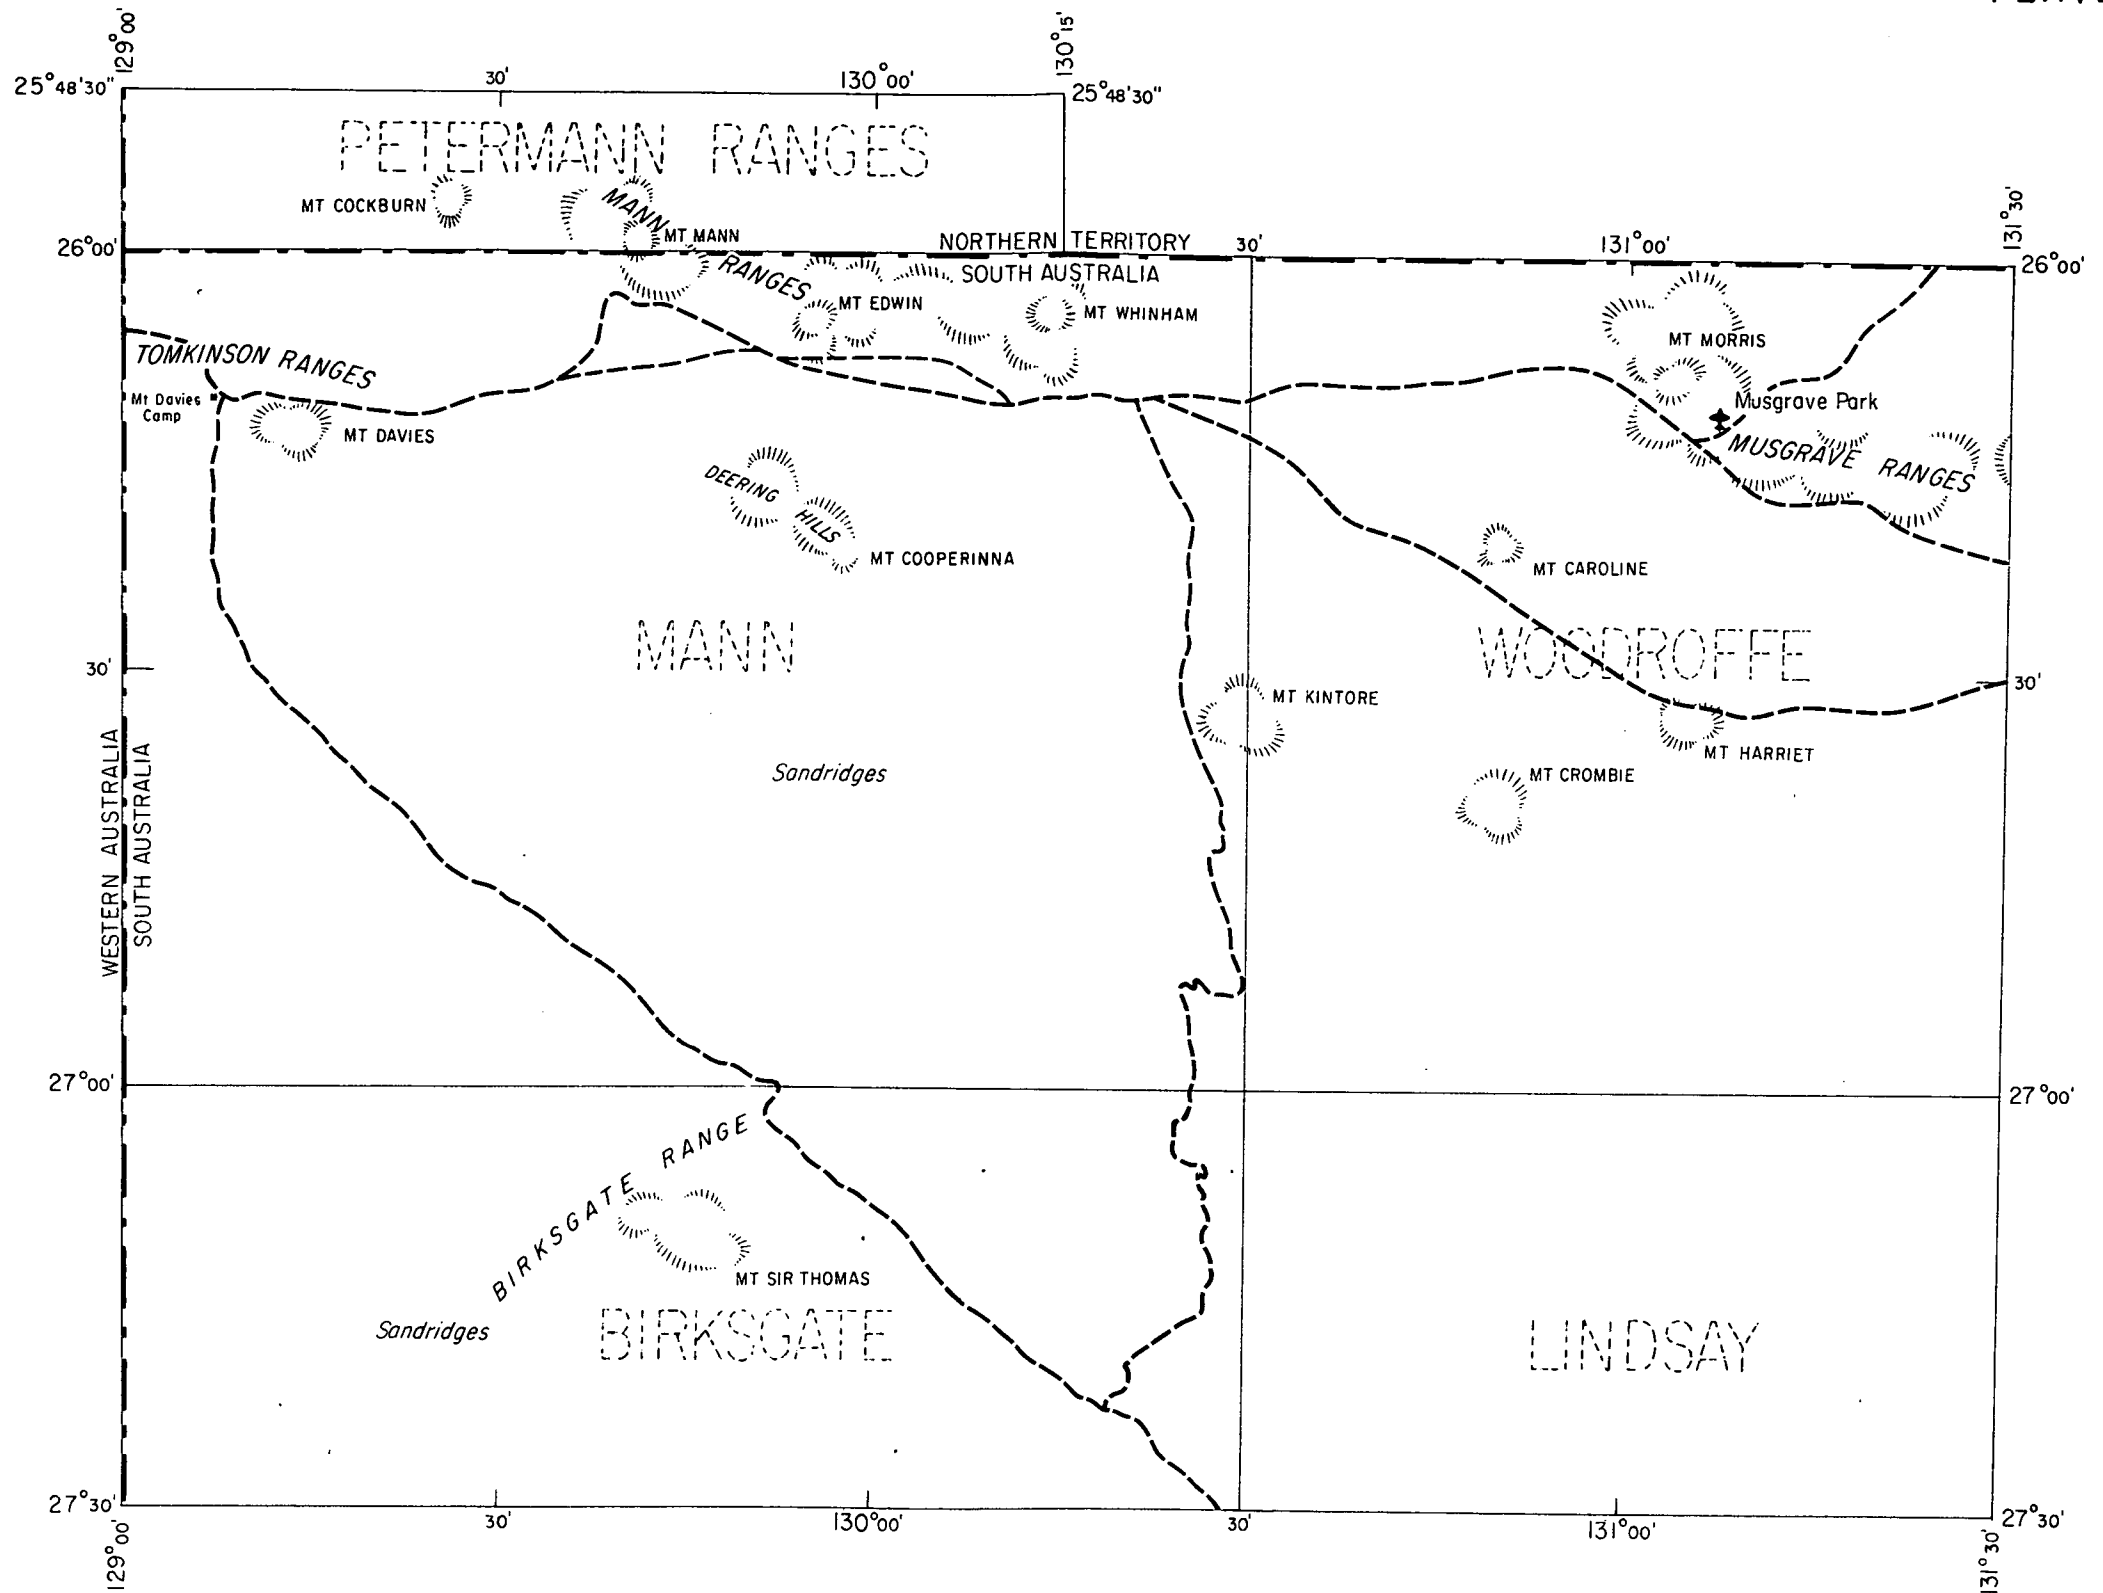 129°00'
130°15'
30'
130°00'
25°48'30"
25°48'30"
PETERMANN RANGES
MT COCKBURN
MANN
MT MANN
131°30'
26°00'
NORTHERN TERRITORY
30'
131°00'
26°00'
RANGES
SOUTH AUSTRALIA
MT EDWIN
MT WHINHAM
MT MORRIS
TOMKINSON RANGES
Mt Davies
Camp
Musgrave Park
MT DAVIES
MUSGRAVE RANGES
DEERING
HILLS
MT COOPERINNA
MT CAROLINE
MANN
WOODROFFE
30'
30'
MT KINTORE
MT HARRIET
WESTERN AUSTRALIA
SOUTH AUSTRALIA
Sandridges
MT CROMBIE
27°00'
27°00'
BIRKSGATE RANGE
MT SIR THOMAS
Sandridges
BIRKSGATE
LINDSAY
27°30'
27°30'
129°00'
30'
130°00'
30'
131°00'
131°30'